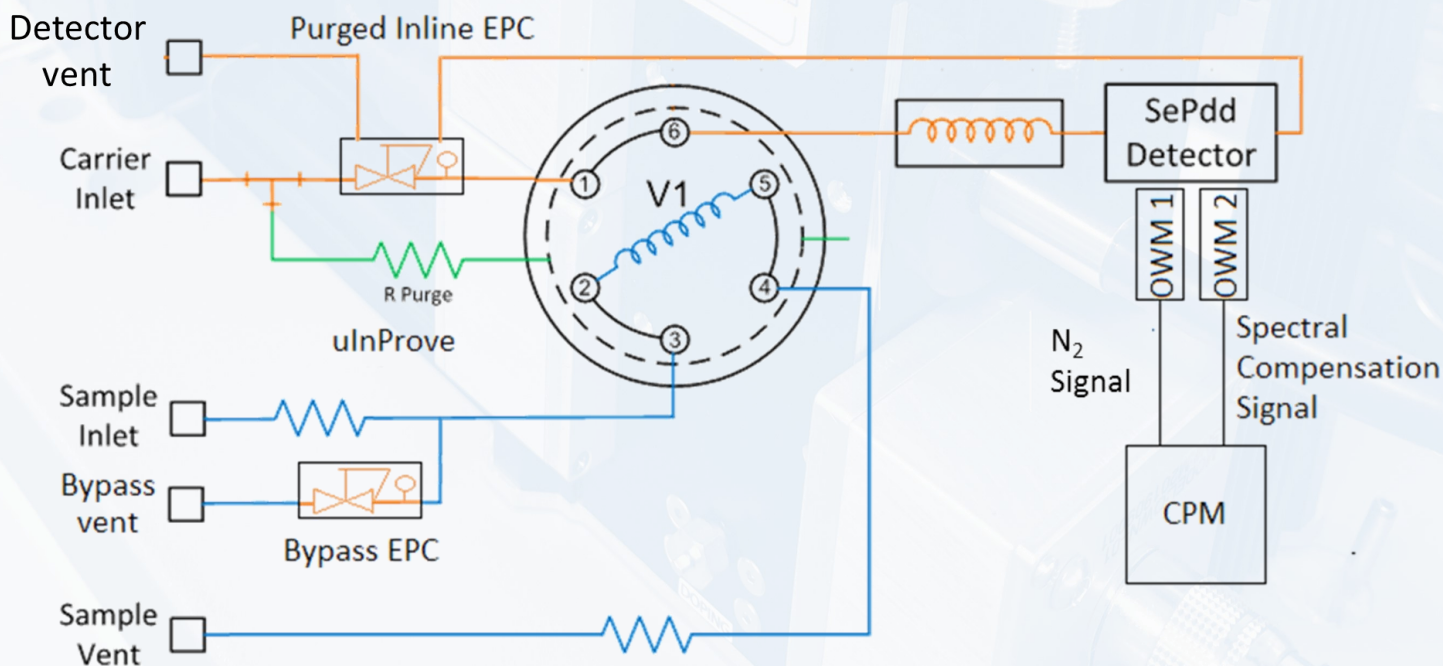 Detector
vent
Purged Inline EPC
Carrier
Inlet
R Purge
uInProve
Sample
Inlet
Bypass
vent
Bypass EPC
Sample
Vent
V1
1
2
3
4
5
6
SePdd
Detector
OWM 1
OWM 2
N₂
Signal
Spectral
Compensation
Signal
CPM